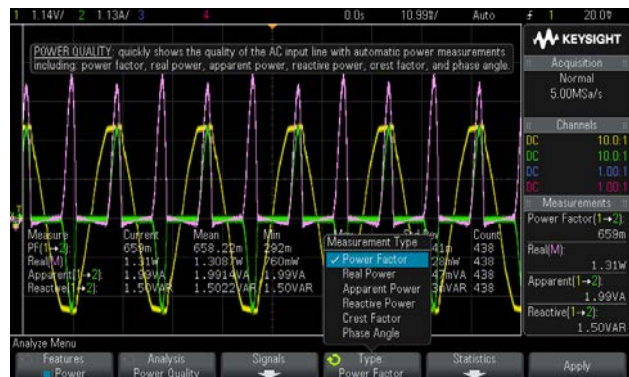 1 1.14V/ 2 1.13A/ 3 4 0.0s 10.99%/ Auto 1 20.0V
POWER QUALITY: quickly shows the quality of the AC input line with automatic power measurements
including: power factor, real power, apparent power, reactive power, crest factor, and phase angle.
KEYSIGHT
Acquisition
Normal
5.00MSa/s
Channels
DC 10.0:1
DC 10.0:1
DC 1.00:1
DC 1.00:1
Measurements
Power Factor(1→2):
659m
Real(M):
1.31W
Apparent(1→2):
1.99VA
Reactive(1→2):
1.50VAR
Measure Current Mean Min Count
PF(1→2): 659m 658.22m 292m 438
Real(M): 1.31W 1.3087W 760mW 438
Apparent(1→2): 1.99VA 1.9914VA 1.99VA 438
Reactive(1→2): 1.50VAR 1.5022VAR 1.50VAR 438
Measurement Type
Power Factor
Real Power
Apparent Power
Reactive Power
Crest Factor
Phase Angle
Analyze Menu
Features Analysis Signals Type: Statistics Apply
Power Power Quality Power Factor